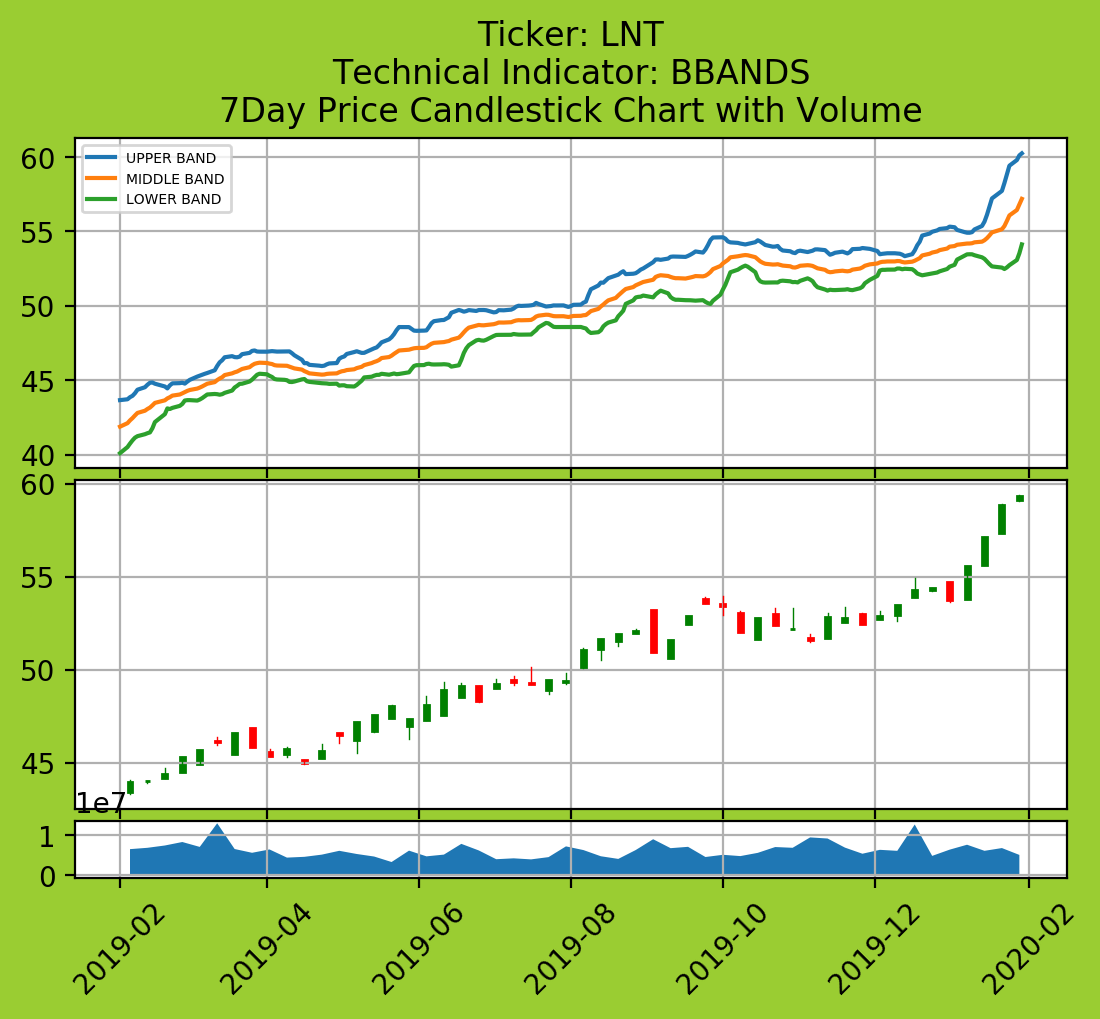 Ticker: LNT
Technical Indicator: BBANDS
7Day Price Candlestick Chart with Volume
UPPER BAND
MIDDLE BAND
LOWER BAND
60
55
50
45
40
60
55
50
45
1e7
1
0
2019-02
2019-04
2019-06
2019-08
2019-10
2019-12
2020-02